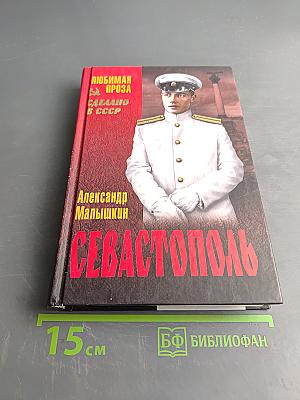 ЛЮБИМАЯ
ПРОЗА
СДЕЛАНО
В СССР
Александр
Малышкин
СЕВАСТОПОЛЬ
15 см
БФ БИБЛИОФАН